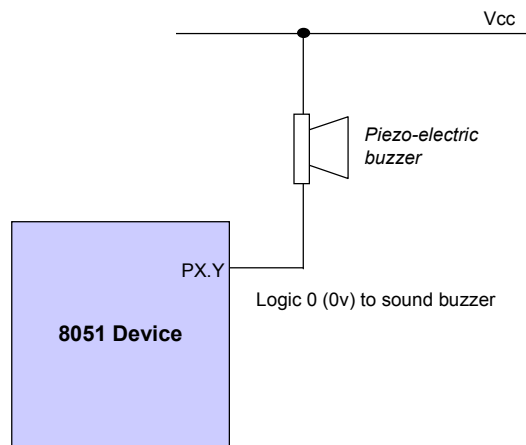 Vcc
Piezo-electric
buzzer
PX.Y
Logic 0 (0v) to sound buzzer
8051 Device